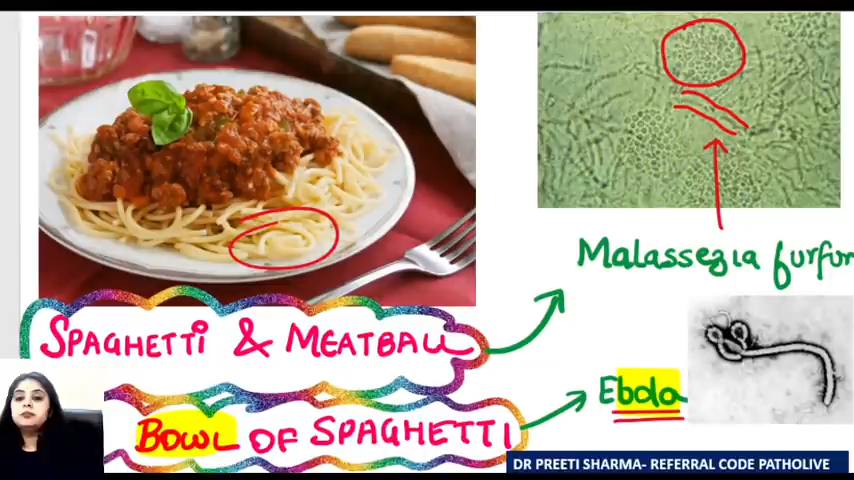 Malassezia furfur
SPAGHETTI & MEATBALL
Ebola
BOWL OF SPAGHETTI
DR PREETI SHARMA- REFERRAL CODE PATHOLIVE